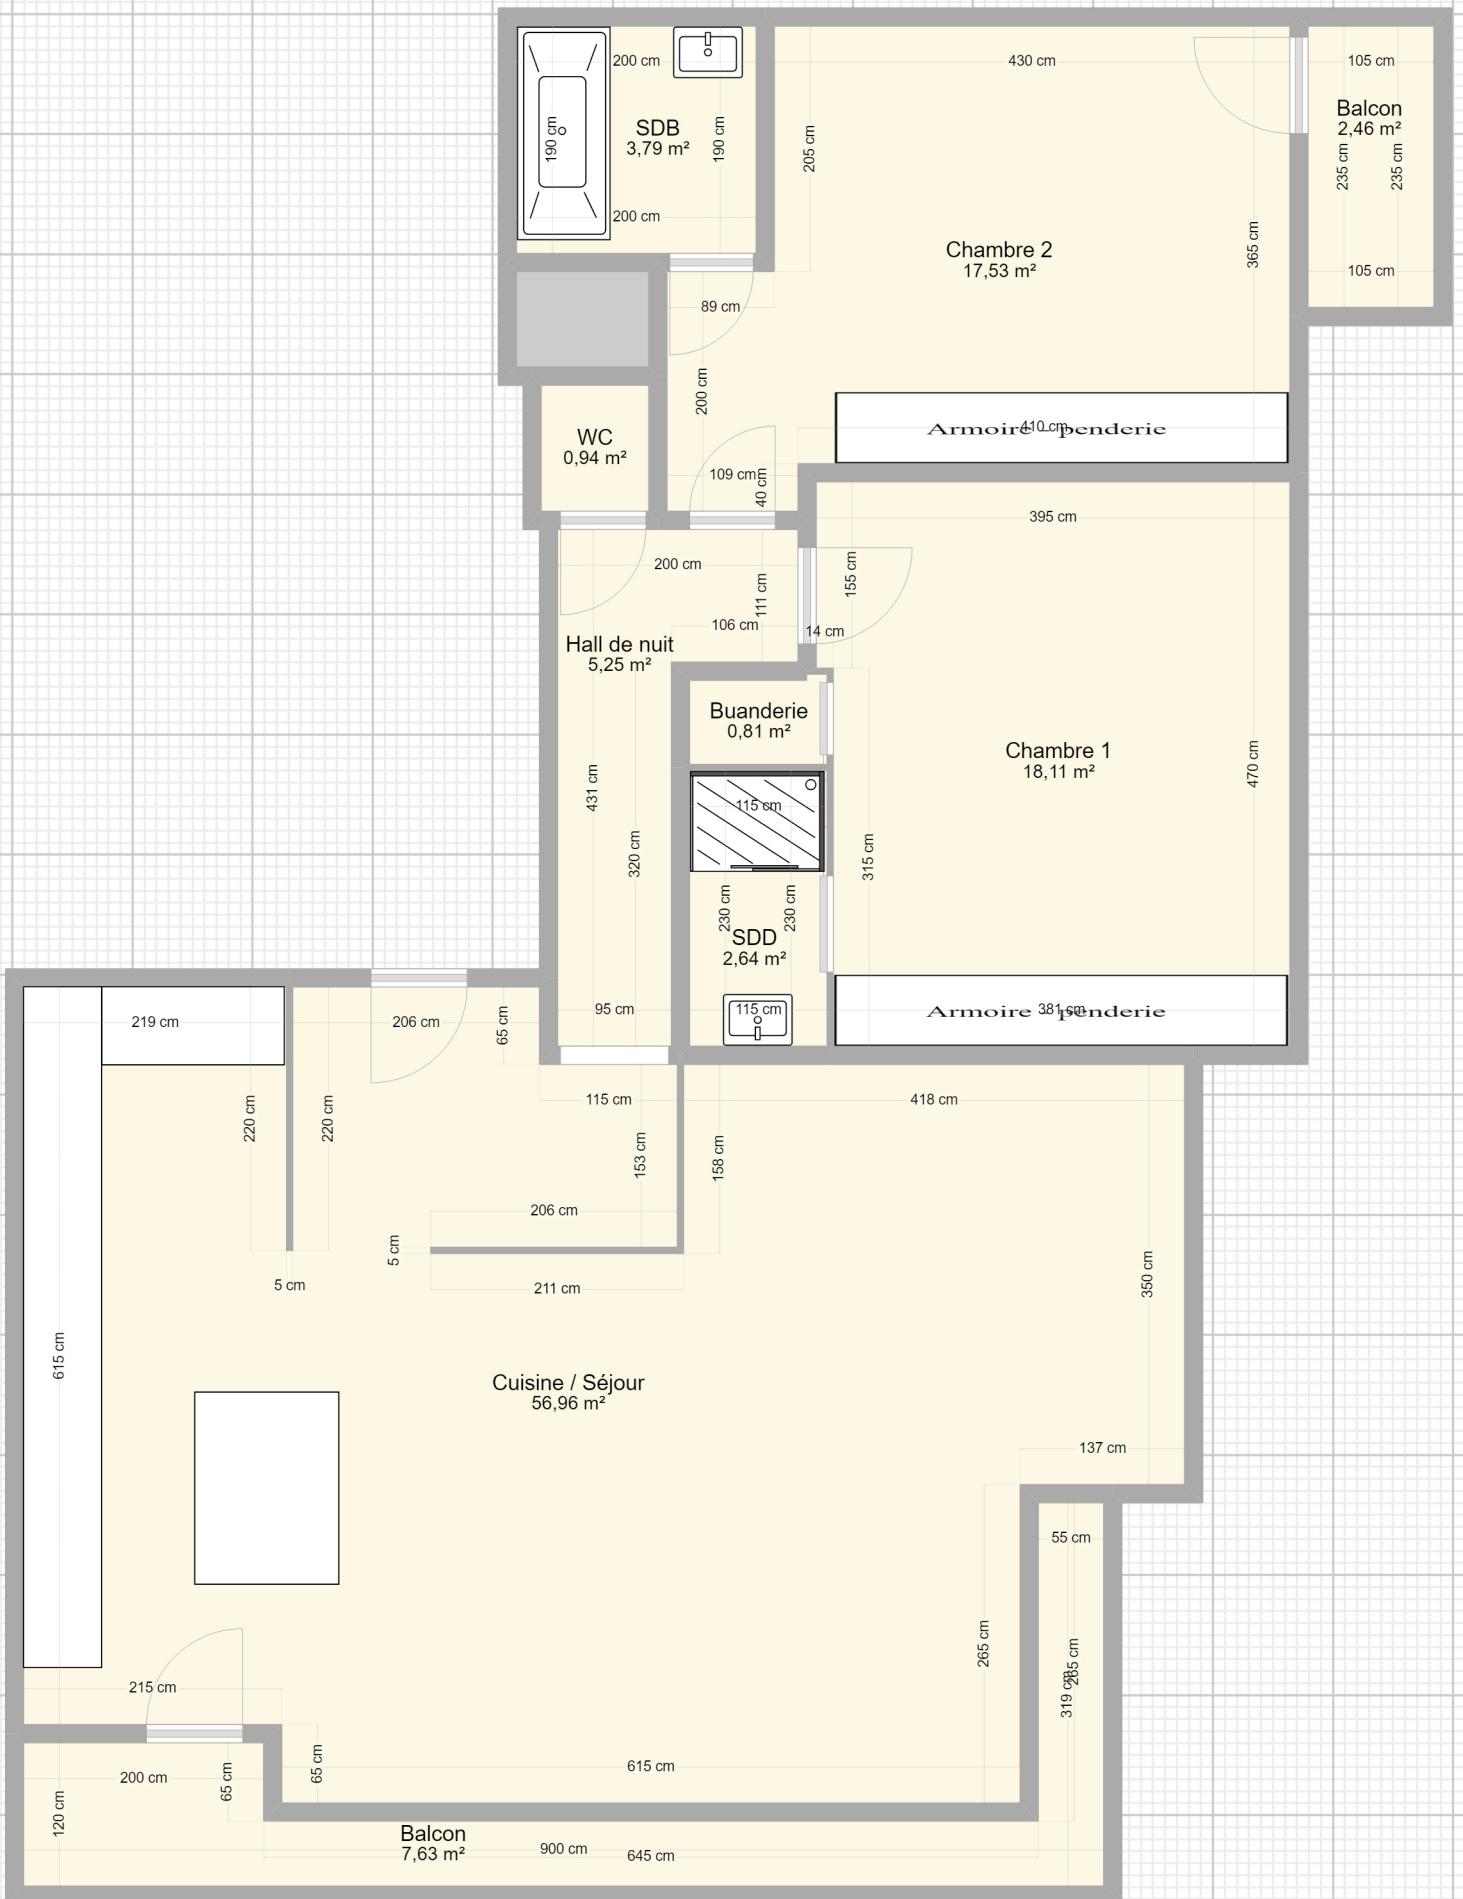 200 cm
430 cm
105 cm
Balcon
2,46 m²
SDB
3,79 m²
190 cm
190 cm
205 cm
235 cm
235 cm
200 cm
Chambre 2
17,53 m²
365 cm
105 cm
89 cm
200 cm
Armoire - penderie
410 cm
WC
0,94 m²
109 cm
40 cm
395 cm
200 cm
155 cm
111 cm
106 cm
14 cm
Hall de nuit
5,25 m²
Buanderie
0,81 m²
Chambre 1
18,11 m²
431 cm
470 cm
115 cm
320 cm
315 cm
230 cm
230 cm
SDD
2,64 m²
95 cm
115 cm
Armoire - penderie
381 cm
219 cm
206 cm
65 cm
115 cm
418 cm
220 cm
220 cm
153 cm
158 cm
206 cm
5 cm
5 cm
211 cm
350 cm
615 cm
Cuisine / Séjour
56,96 m²
137 cm
55 cm
265 cm
265 cm
319 cm
215 cm
65 cm
615 cm
200 cm
65 cm
120 cm
Balcon
7,63 m²
900 cm
645 cm